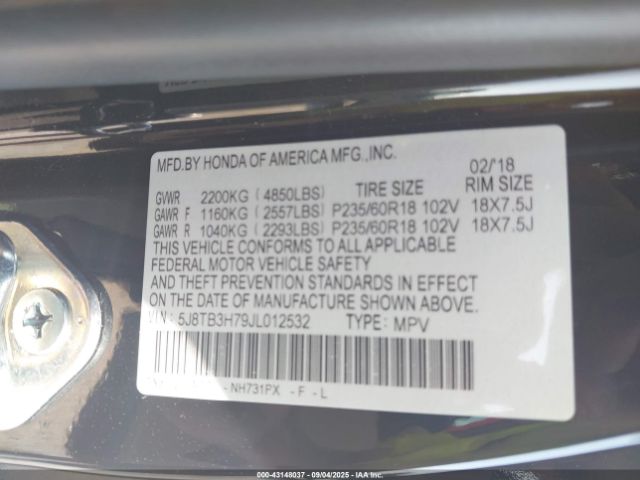 MFD.BY HONDA OF AMERICA MFG.,INC. 02/'18
GVWR 2200KG (4850LBS) TIRE SIZE RIM SIZE
GAWR F 1160KG (2557LBS) P235/60R18 102V 18X7.5J
GAWR R 1040KG (2293LBS) P235/60R18 102V 18X7.5J
THIS VEHICLE CONFORMS TO ALL APPLICABLE
FEDERAL MOTOR VEHICLE SAFETY
AND THEFT PREVENTION STANDARDS IN EFFECT
ON THE DATE OF MANUFACTURE SHOWN ABOVE.
VIN: 5J8TB3H79JL012532 TYPE: MPV
NH731PX -F-L
000-43148037 - 09/04/2025 - IAA Inc.